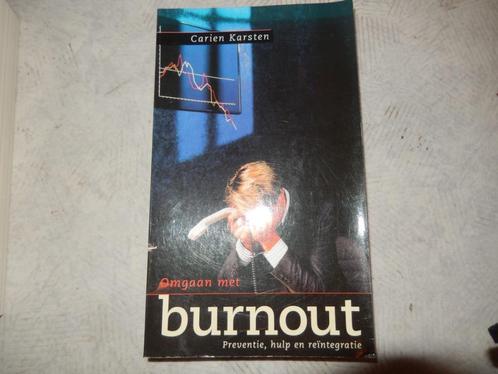 Carien Karsten
Omgaan met
burnout
Preventie, hulp en reïntegratie